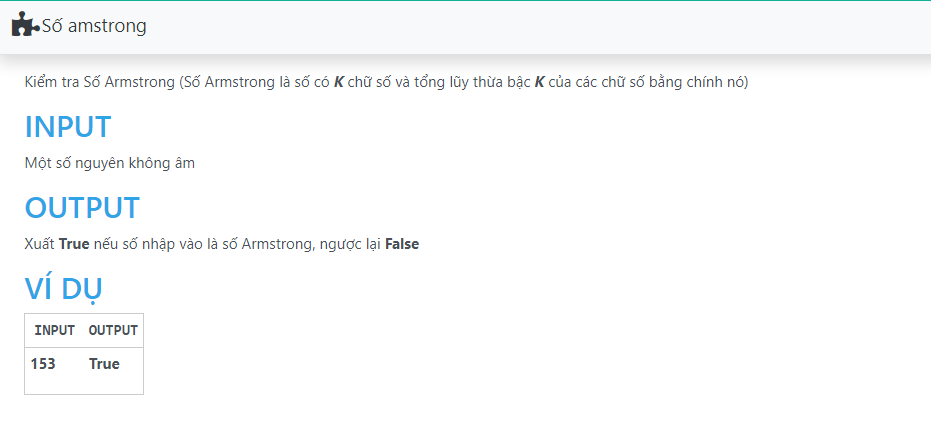 Số amstrong
Kiểm tra Số Armstrong (Số Armstrong là số có K chữ số và tổng lũy thừa bậc K của các chữ số bằng chính nó)
INPUT
Một số nguyên không âm
OUTPUT
Xuất True nếu số nhập vào là số Armstrong, ngược lại False
VÍ DỤ
INPUT OUTPUT
153 True